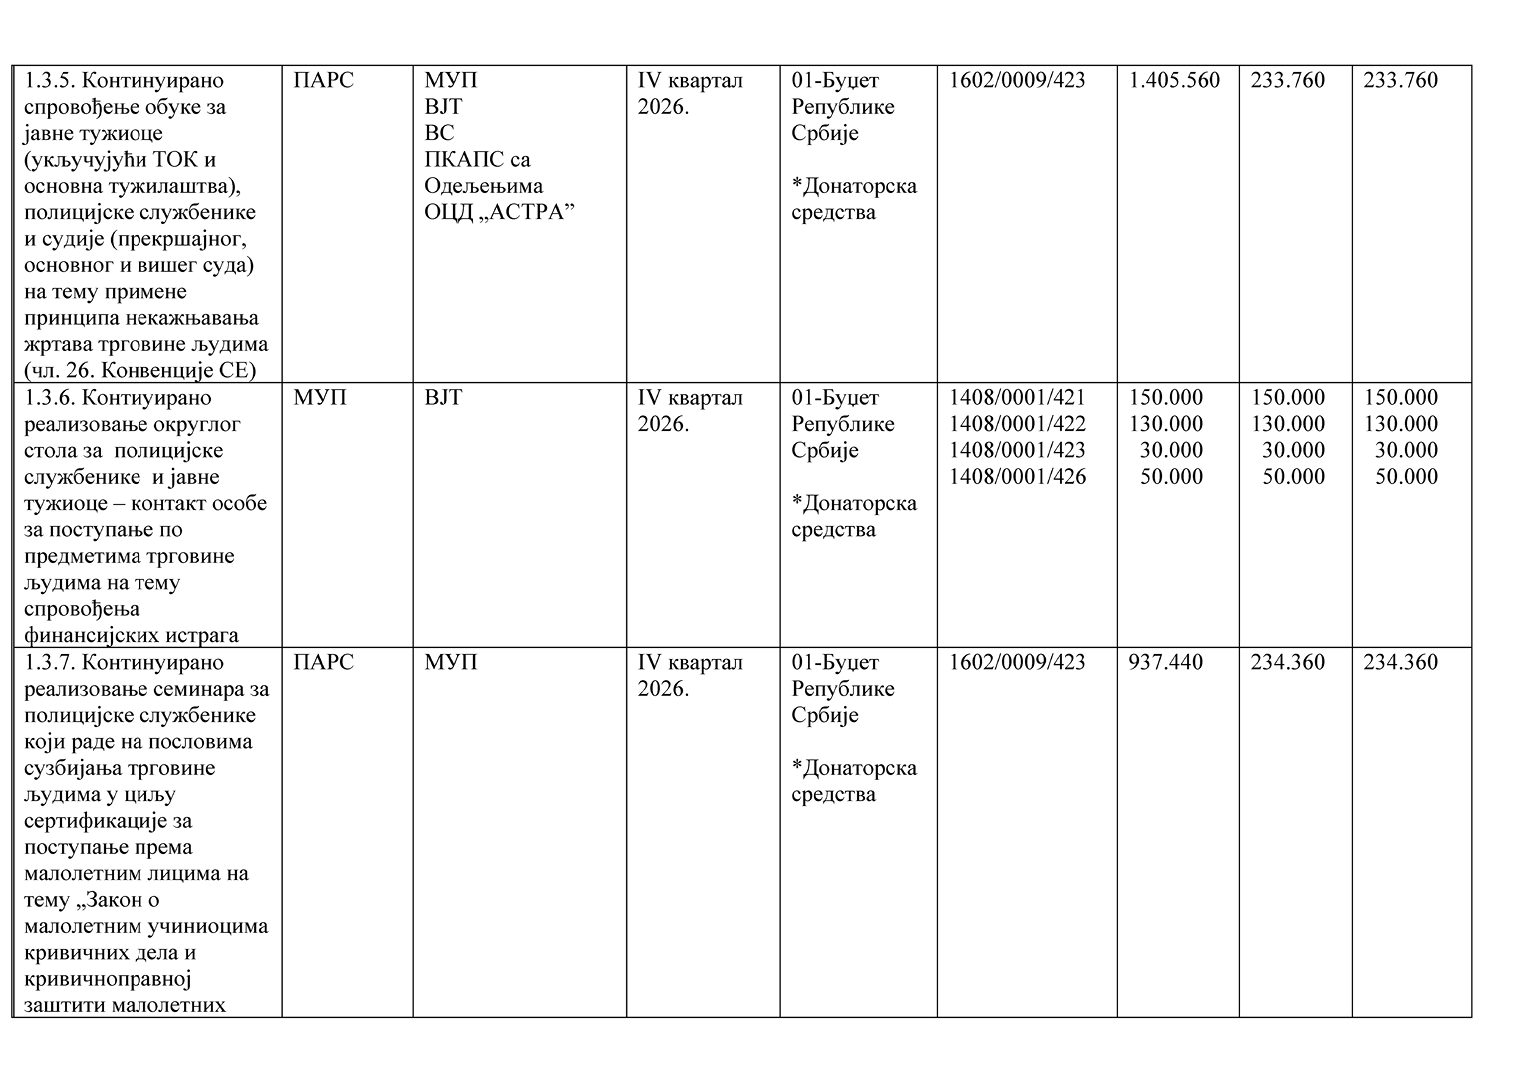 1.3.5. Континуирано
спровођење обуке за
јавне тужиоце
(укључујући ТОК и
основна тужилаштва),
полицијске службенике
и судије (прекршајног,
основног и вишег суда)
на тему примене
принципа некажњавања
жртава трговине људима
(чл. 26. Конвенције СЕ)
ПАРС
МУП
ВЈТ
ВС
ПКАПС са
Одељењима
ОЦД „АСТРА”
IV квартал
2026.
01-Буџет
Републике
Србије
*Донаторска
средства
1602/0009/423
1.405.560
233.760
233.760
1.3.6. Контиуирано
реализовање округлог
стола за  полицијске
службенике  и јавне
тужиоце – контакт особе
за поступање по
предметима трговине
људима на тему
спровођења
финансијских истрага
МУП
ВЈТ
IV квартал
2026.
01-Буџет
Републике
Србије
*Донаторска
средства
1408/0001/421
1408/0001/422
1408/0001/423
1408/0001/426
150.000
130.000
30.000
50.000
150.000
130.000
30.000
50.000
150.000
130.000
30.000
50.000
1.3.7. Континуирано
реализовање семинара за
полицијске службенике
који раде на пословима
сузбијања трговине
људима у циљу
сертификације за
поступање према
малолетним лицима на
тему „Закон о
малолетним учиниоцима
кривичних дела и
кривичноправној
заштити малолетних
ПАРС
МУП
IV квартал
2026.
01-Буџет
Републике
Србије
*Донаторска
средства
1602/0009/423
937.440
234.360
234.360